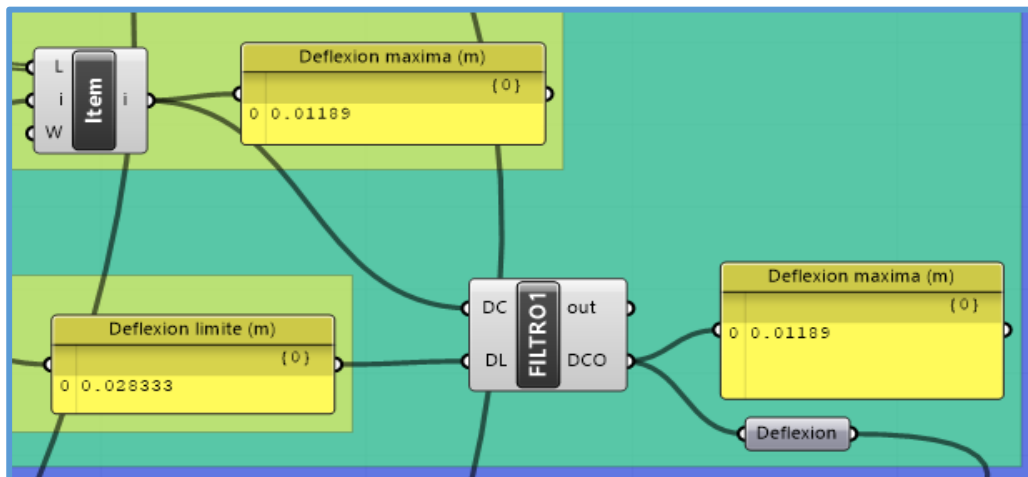 L
i
W
Item
i
Deflexion maxima (m)
{0}
0 0.01189
Deflexion limite (m)
{0}
0 0.028333
DC
DL
FILTRO1
out
DCO
Deflexion maxima (m)
{0}
0 0.01189
Deflexion